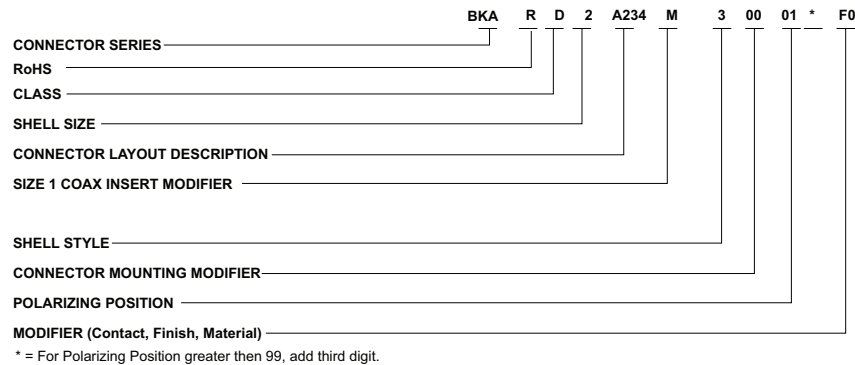 BKA R D 2 A234 M 3 00 01 * F0
CONNECTOR SERIES
RoHS
CLASS
SHELL SIZE
CONNECTOR LAYOUT DESCRIPTION
SIZE 1 COAX INSERT MODIFIER
SHELL STYLE
CONNECTOR MOUNTING MODIFIER
POLARIZING POSITION
MODIFIER (Contact, Finish, Material)
* = For Polarizing Position greater then 99, add third digit.